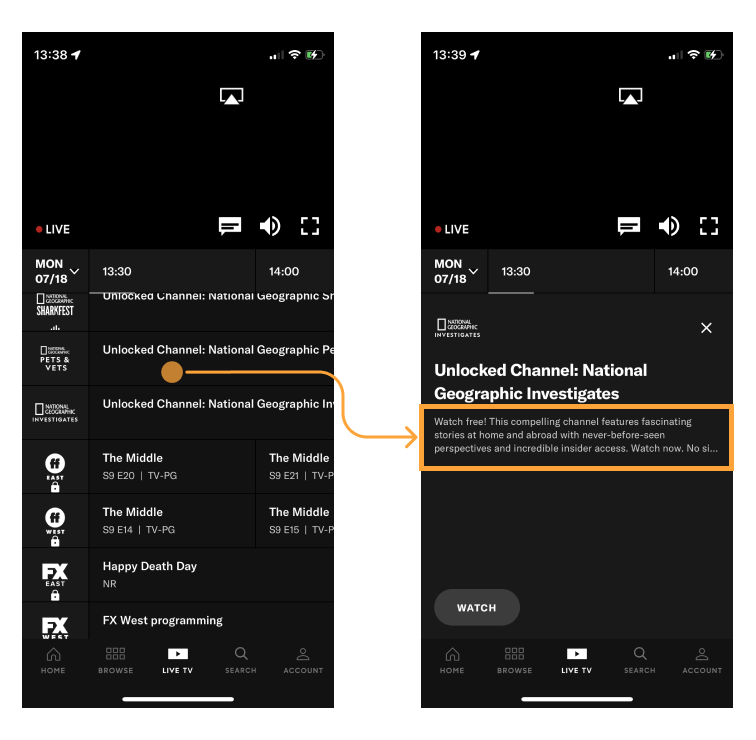 13:38
LIVE
MON
07/18
13:30
14:00
NATIONAL
GEOGRAPHIC
SHARKFEST
Unlocked Channel: National Geographic
NATIONAL
GEOGRAPHIC
PETS &
VETS
Unlocked Channel: National Geographic Pe
NATIONAL
GEOGRAPHIC
INVESTIGATES
Unlocked Channel: National Geographic In
ff
EAST
The Middle
S9 E20 | TV-PG
The Middle
S9 E21 | TV-P
ff
WEST
The Middle
S9 E14 | TV-PG
The Middle
S9 E15 | TV-P
FX
EAST
Happy Death Day
NR
FX
WEST
FX West programming
HOME
BROWSE
LIVE TV
SEARCH
ACCOUNT
13:39
LIVE
MON
07/18
13:30
14:00
NATIONAL
GEOGRAPHIC
INVESTIGATES
Unlocked Channel: National
Geographic Investigates
Watch free! This compelling channel features fascinating
stories at home and abroad with never-before-seen
perspectives and incredible insider access. Watch now. No si...
WATCH
HOME
BROWSE
LIVE TV
SEARCH
ACCOUNT